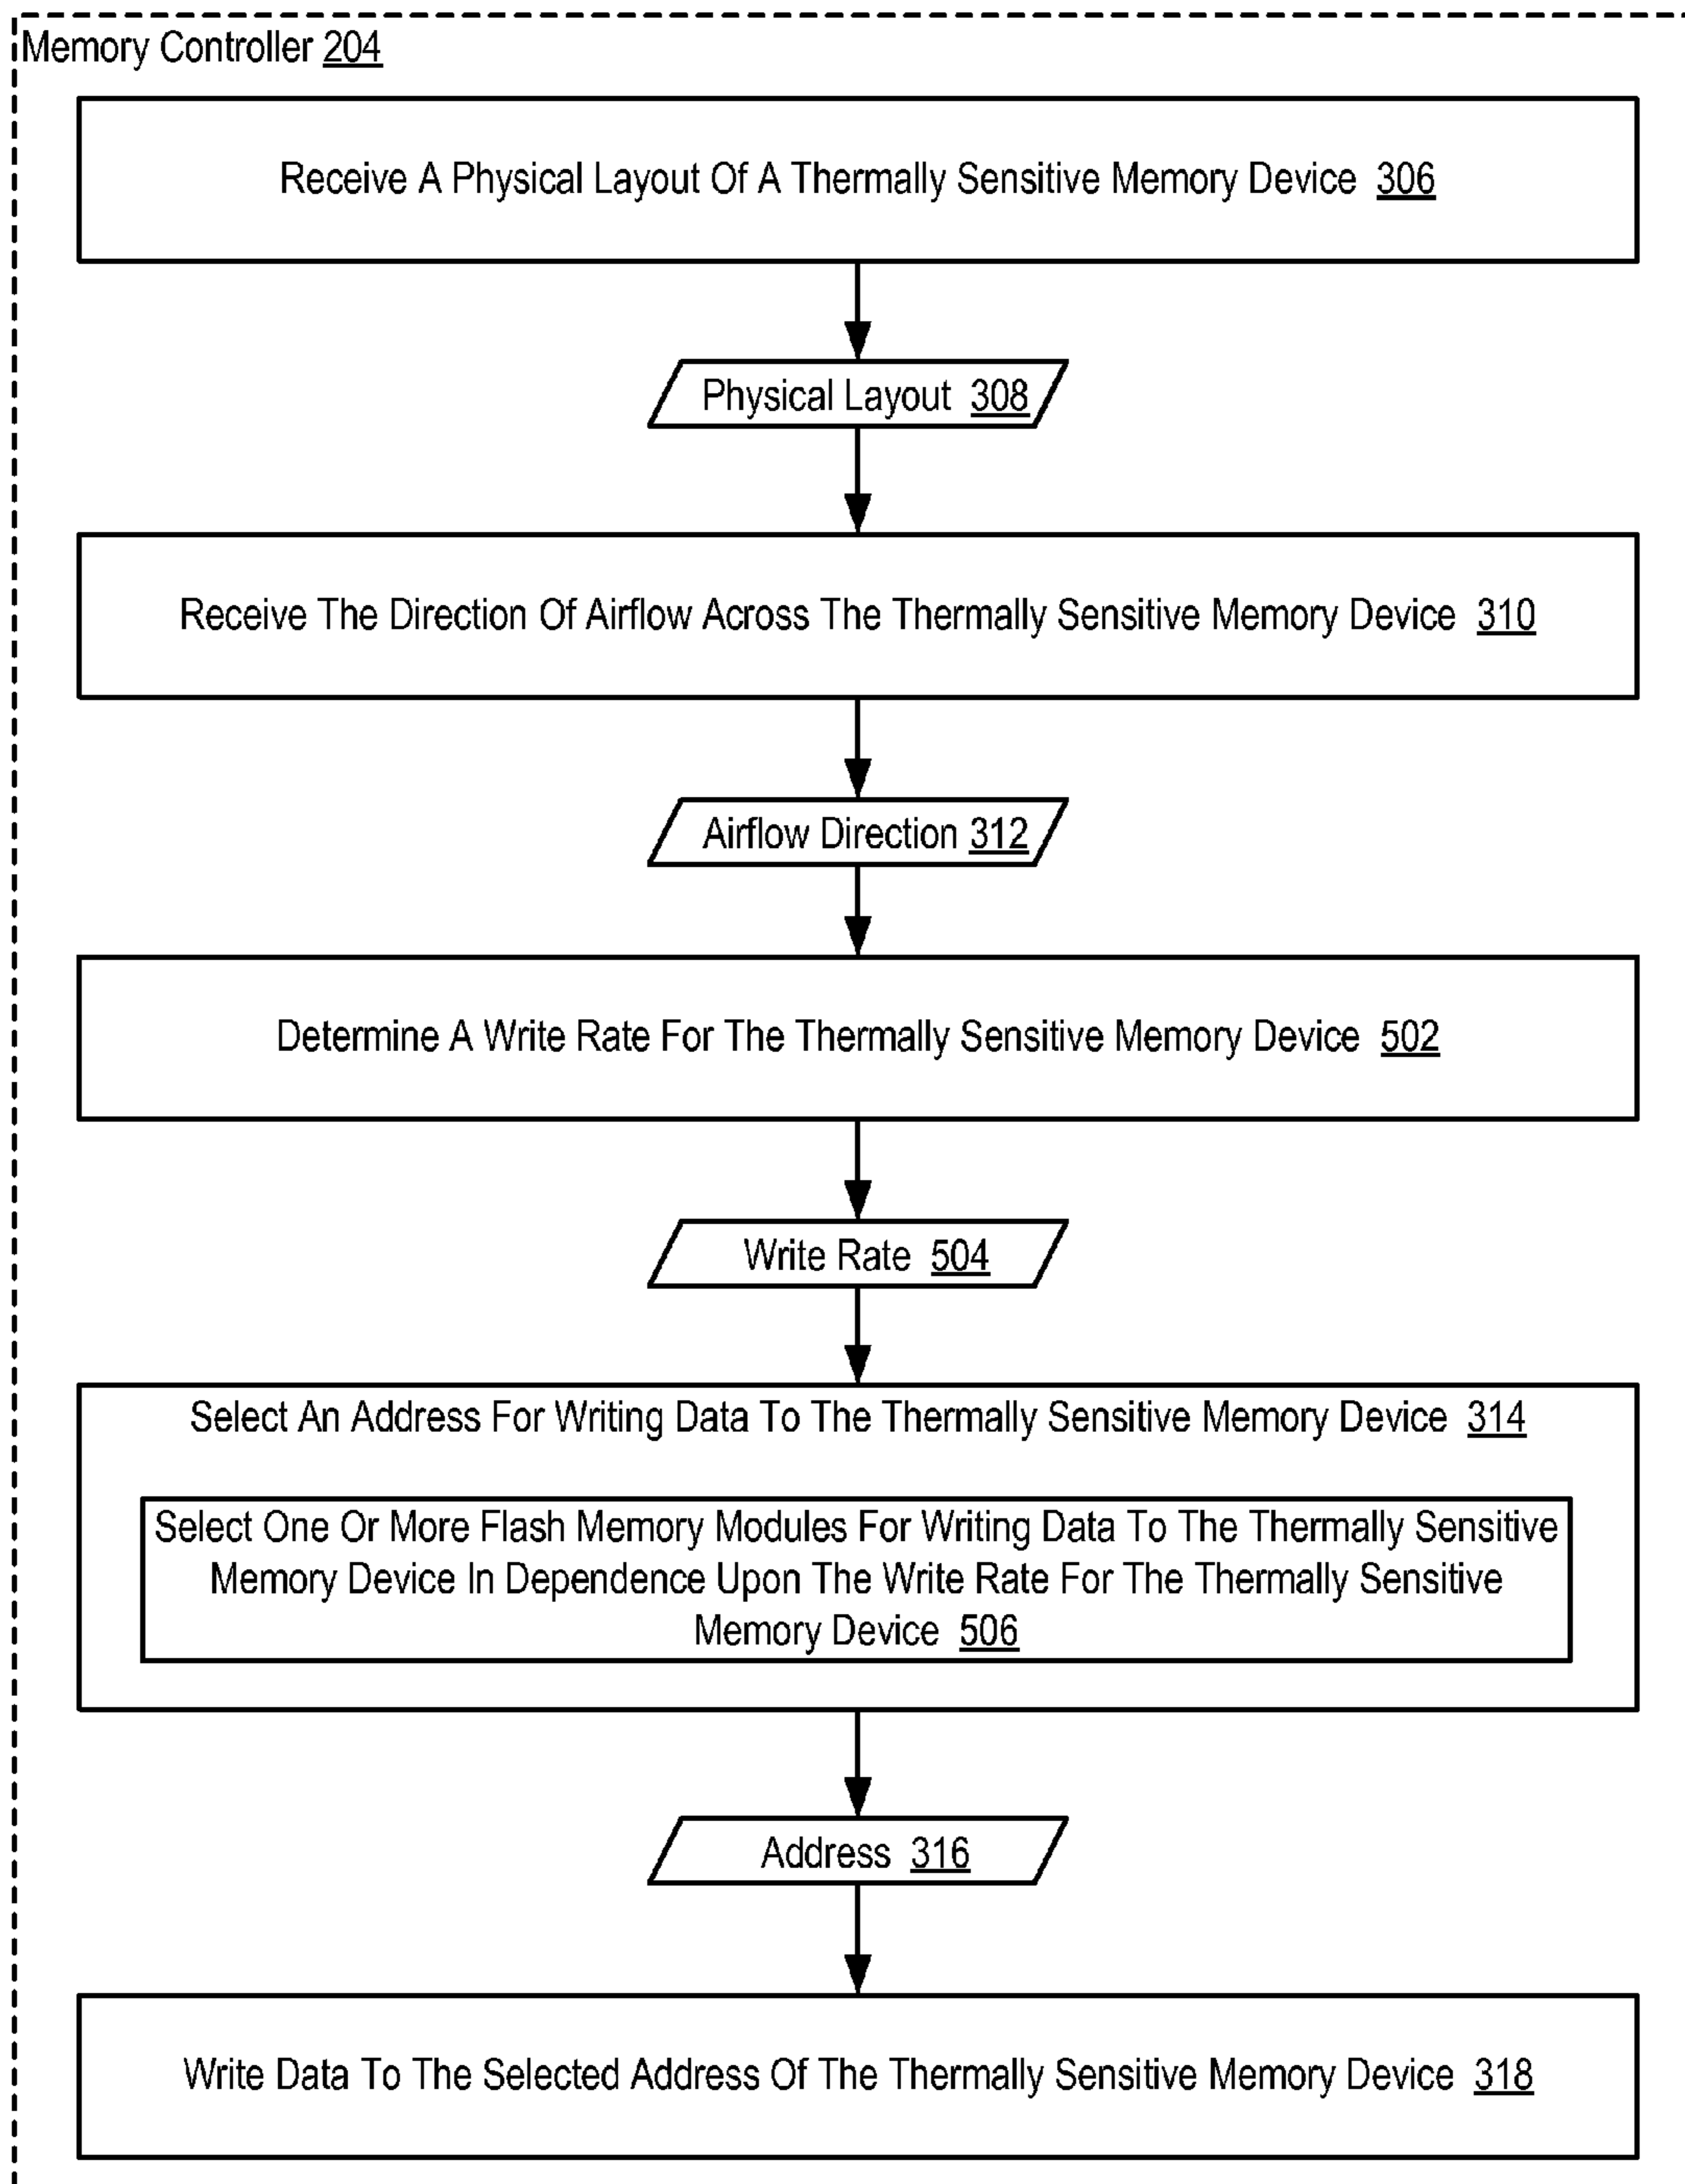 Memory Controller 204
Receive A Physical Layout Of A Thermally Sensitive Memory Device 306
Physical Layout 308
Receive The Direction Of Airflow Across The Thermally Sensitive Memory Device 310
Airflow Direction 312
Determine A Write Rate For The Thermally Sensitive Memory Device 502
Write Rate 504
Select An Address For Writing Data To The Thermally Sensitive Memory Device 314
Select One Or More Flash Memory Modules For Writing Data To The Thermally Sensitive
Memory Device In Dependence Upon The Write Rate For The Thermally Sensitive
Memory Device 506
Address 316
Write Data To The Selected Address Of The Thermally Sensitive Memory Device 318